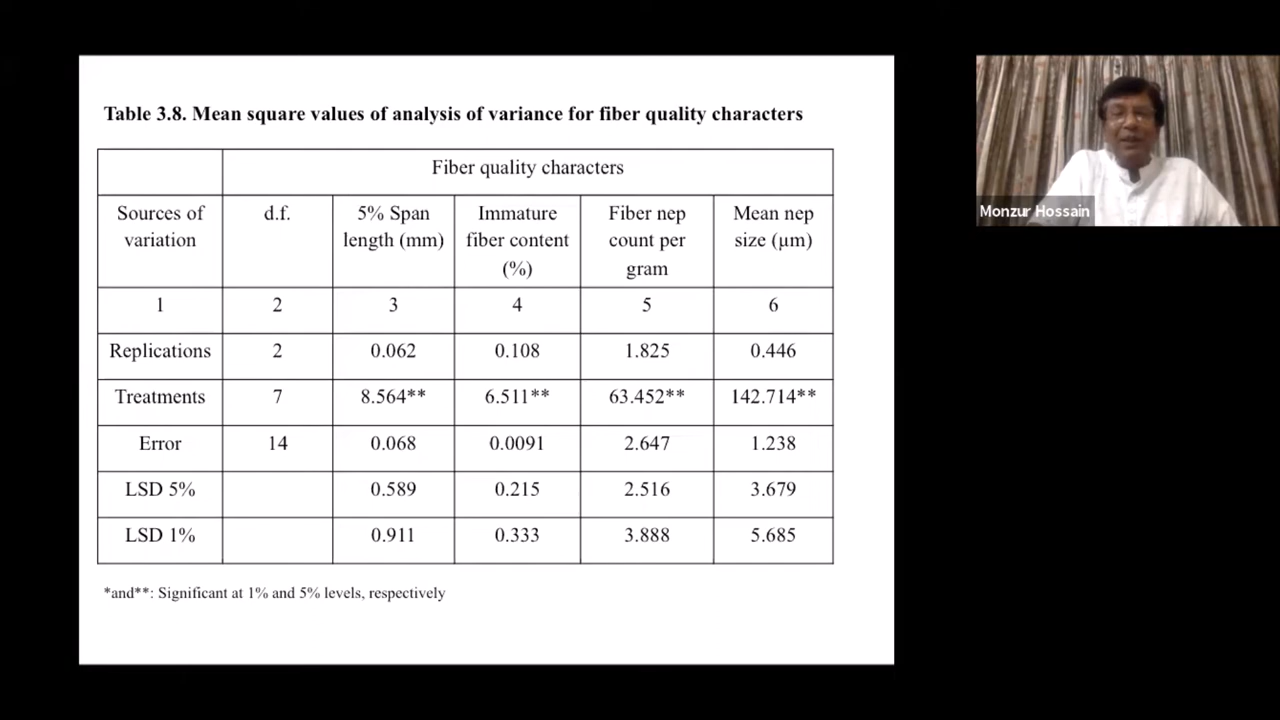 Table 3.8. Mean square values of analysis of variance for fiber quality characters
Fiber quality characters
Sources of variation d.f. 5% Span length (mm) Immature fiber content (%) Fiber nep count per gram Mean nep size (μm)
1 2 3 4 5 6
Replications 2 0.062 0.108 1.825 0.446
Treatments 7 8.564** 6.511** 63.452** 142.714**
Error 14 0.068 0.0091 2.647 1.238
LSD 5% 0.589 0.215 2.516 3.679
LSD 1% 0.911 0.333 3.888 5.685
*and**: Significant at 1% and 5% levels, respectively
Monzur Hossain